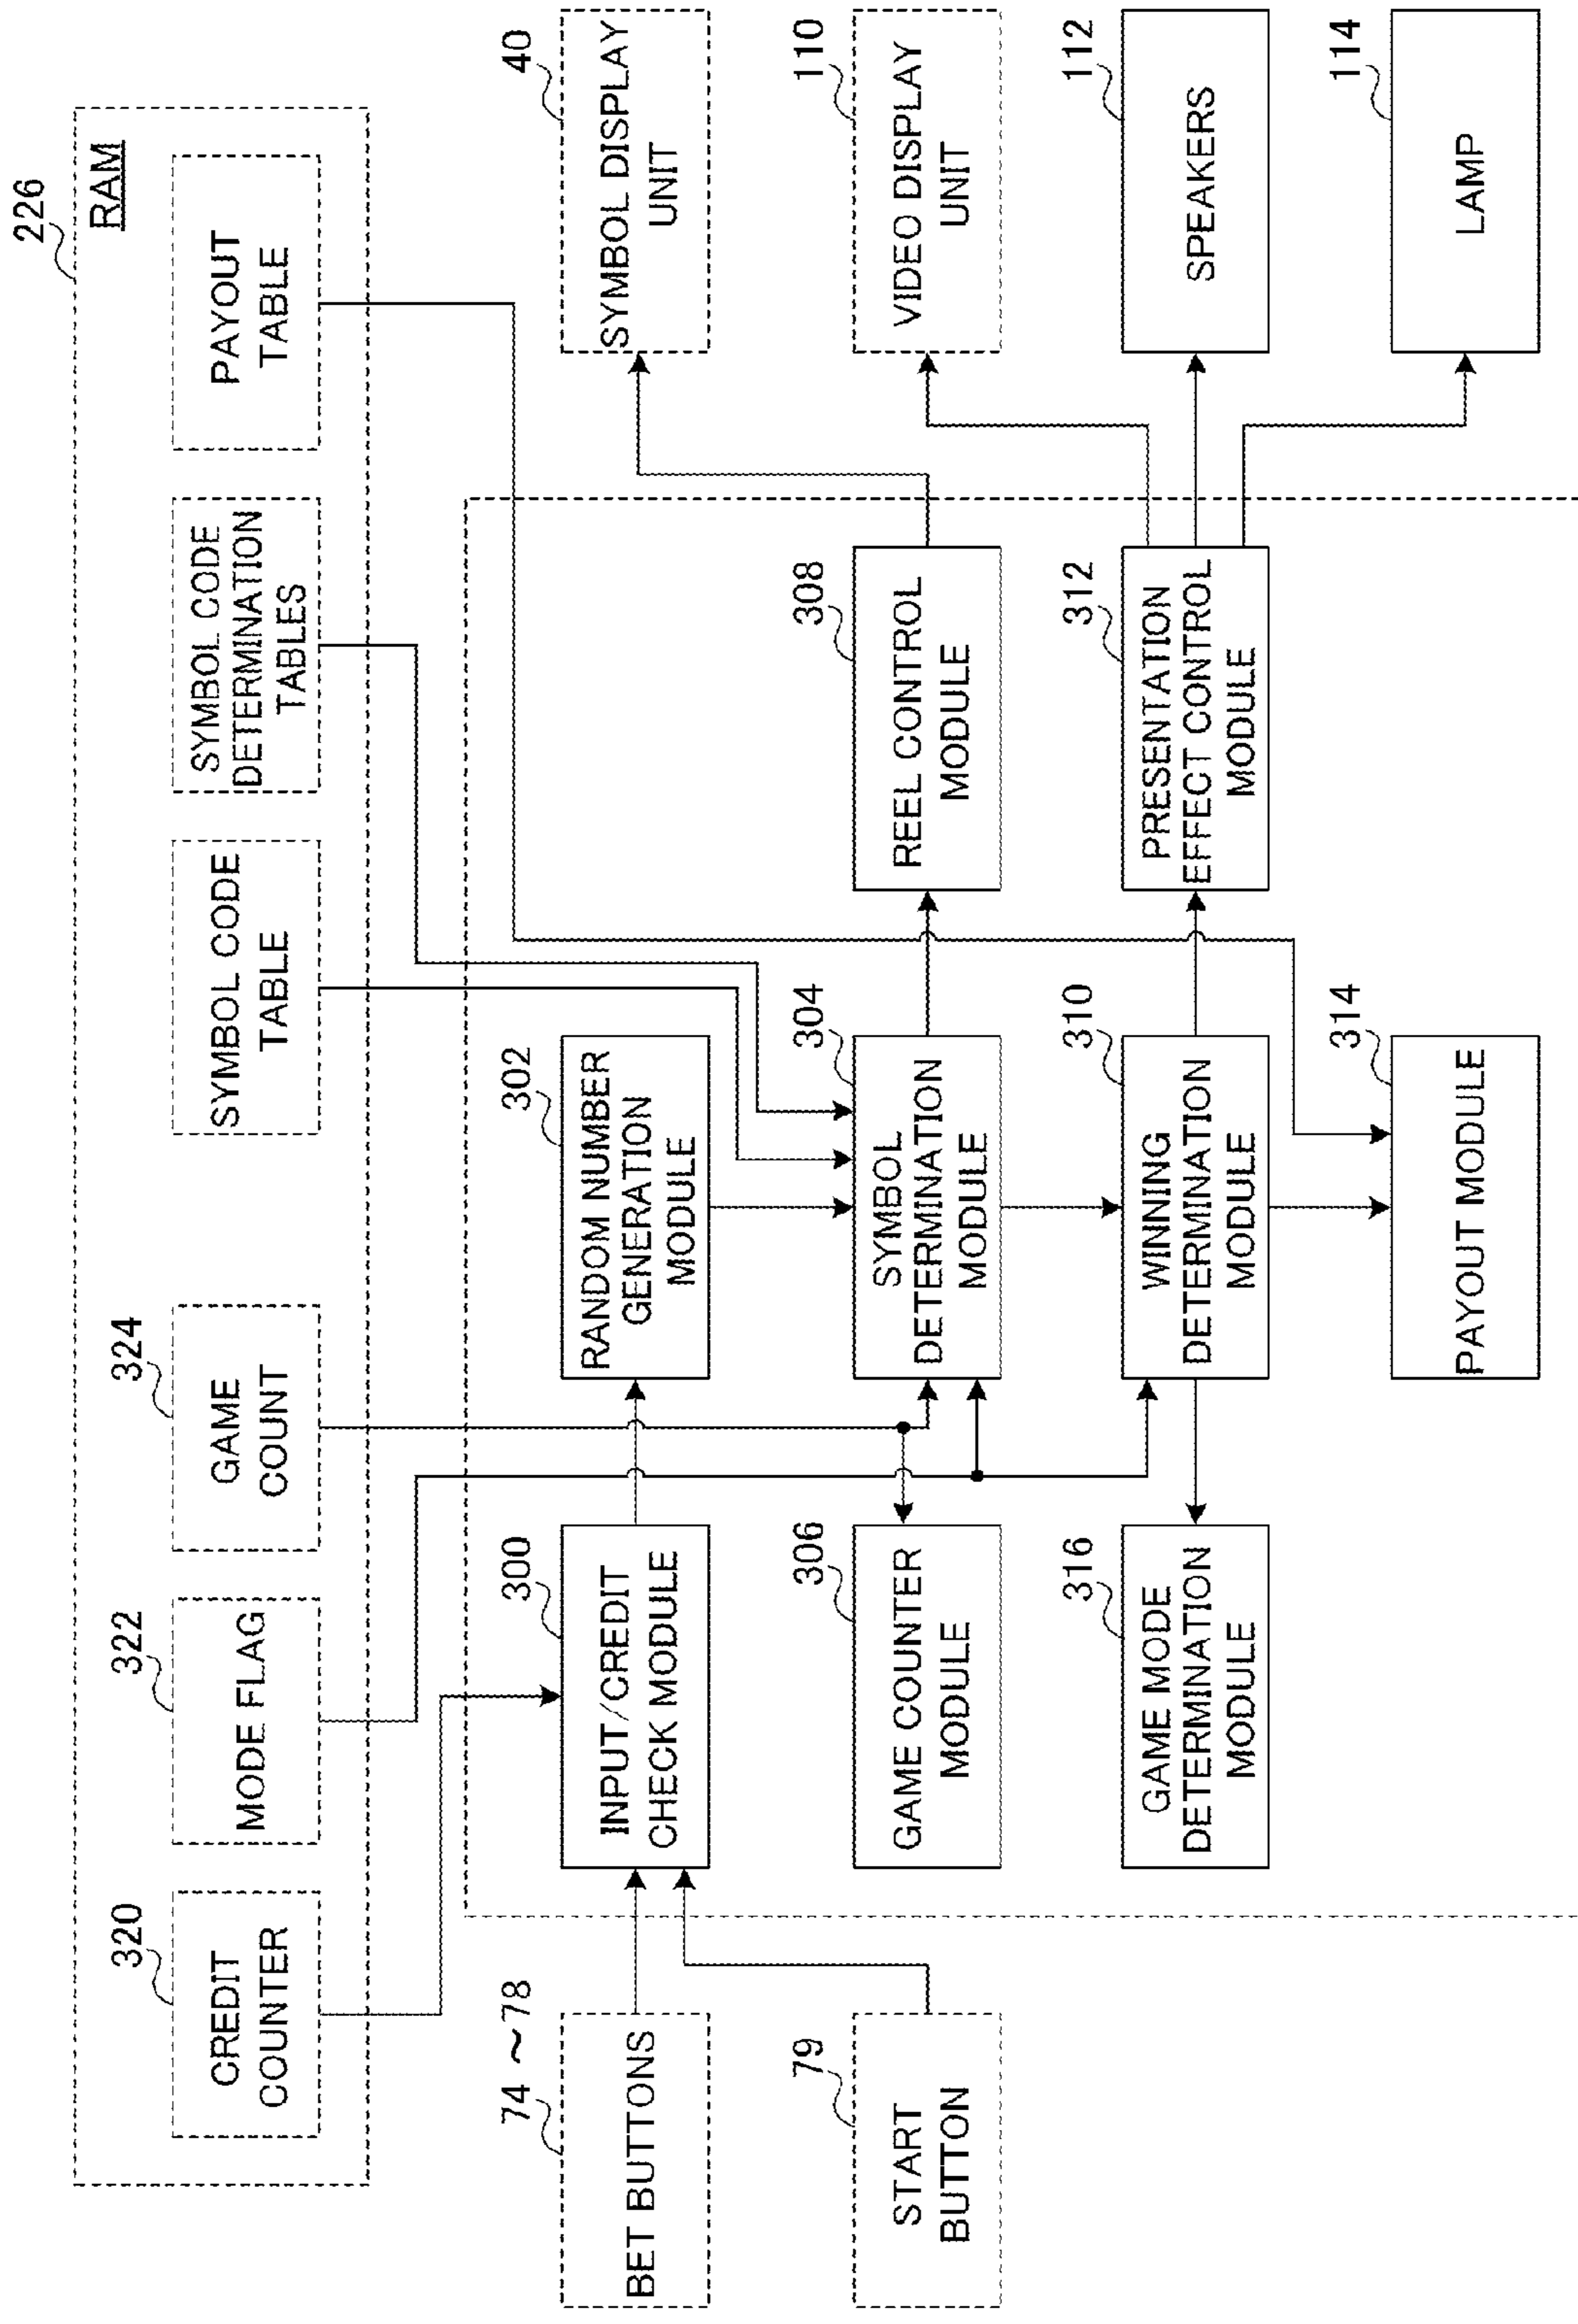 226
RAM
320
CREDIT
COUNTER
322
MODE FLAG
324
GAME
COUNT
SYMBOL CODE
TABLE
SYMBOL CODE
DETERMINATION
TABLES
PAYOUT
TABLE
74~78
BET BUTTONS
300
INPUT/CREDIT
CHECK MODULE
302
RANDOM NUMBER
GENERATION
MODULE
40
SYMBOL DISPLAY
UNIT
79
START
BUTTON
306
GAME COUNTER
MODULE
304
SYMBOL
DETERMINATION
MODULE
308
REEL CONTROL
MODULE
110
VIDEO DISPLAY
UNIT
316
GAME MODE
DETERMINATION
MODULE
310
WINNING
DETERMINATION
MODULE
312
PRESENTATION
EFFECT CONTROL
MODULE
112
SPEAKERS
314
PAYOUT MODULE
114
LAMP